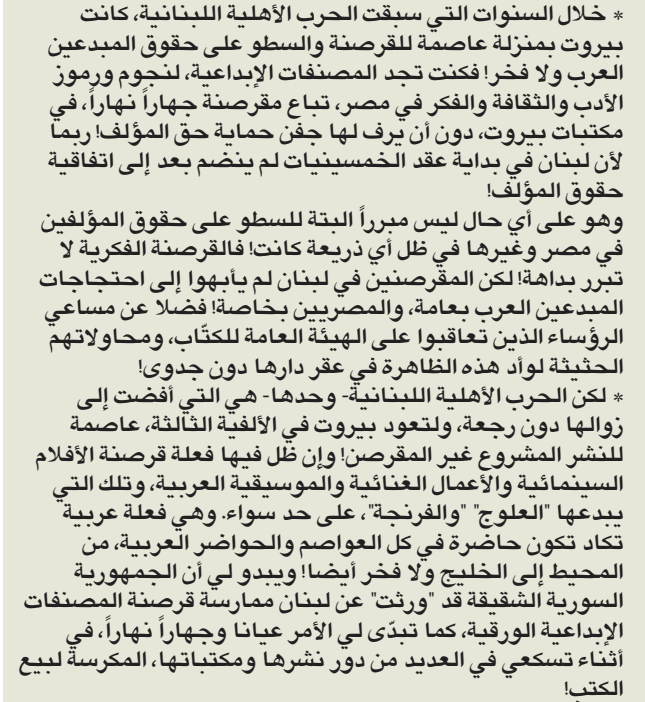 * خلال السنوات التي سبقت الحرب الأهلية اللبنانية، كانت
بيروت بمنزلة عاصمة للقرصنة والسطو على حقوق المبدعين
العرب ولا فخر! فكنت تجد المصنفات الإبداعية، لنجوم ورموز
الأدب والثقافة والفكر في مصر، تباع مقرصنة جهاراً نهاراً، في
مكتبات بيروت، دون أن يرف لها جفن حماية حق المؤلف! ربما
لأن لبنان في بداية عقد الخمسينيات لم ينضم بعد إلى اتفاقية
حقوق المؤلف!
وهو على أي حال ليس مبرراً البتة للسطو على حقوق المؤلفين
في مصر وغيرها في ظل أي ذريعة كانت! فالقرصنة الفكرية لا
تبرر بداهة! لكن المقرصنين في لبنان لم يأبهوا إلى احتجاجات
المبدعين العرب بعامة، والمصريين بخاصة! فضلا عن مساعي
الرؤساء الذين تعاقبوا على الهيئة العامة للكتّاب، ومحاولاتهم
الحثيثة لوأد هذه الظاهرة في عقر دارها دون جدوى!
* لكن الحرب الأهلية اللبنانية- وحدها- هي التي أفضت إلى
زوالها دون رجعة، ولتعود بيروت في الألفية الثالثة، عاصمة
للنشر المشروع غير المقرصن! وإن ظل فيها فعلة قرصنة الأفلام
السينمائية والأعمال الغنائية والموسيقية العربية، وتلك التي
يبدعها "العلوج" "والفرنجة"، على حد سواء. وهي فعلة عربية
تكاد تكون حاضرة في كل العواصم والحواضر العربية، من
المحيط إلى الخليج ولا فخر أيضا! ويبدو لي أن الجمهورية
السورية الشقيقة قد "ورثت" عن لبنان ممارسة قرصنة المصنفات
الإبداعية الورقية، كما تبدّى لي الأمر عيانا وجهاراً نهاراً، في
أثناء تسكعي في العديد من دور نشرها ومكتباتها، المكرسة لبيع
الكتب!